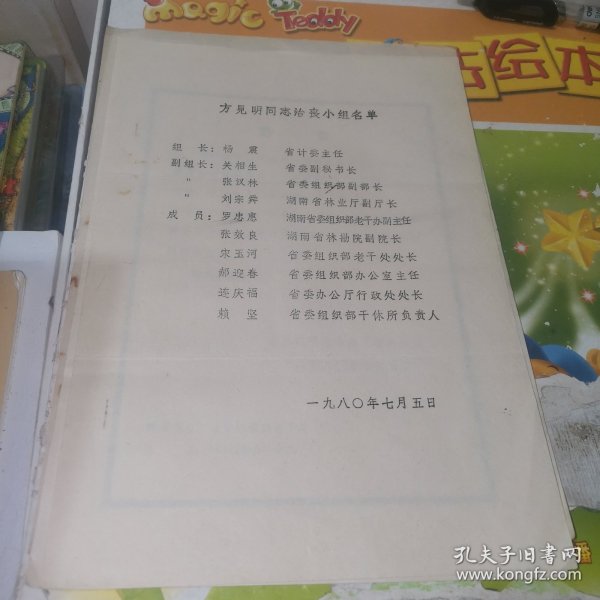 magic Teddy
绘本
方见明同志治丧小组名单
组 长：杨 震 省计委主任
副组长：关相生 省委副秘书长
〃 张汉林 省委组织部副部长
〃 刘宗舜 湖南省林业厅副厅长
成 员：罗忠惠 湖南省委组织部老干办副主任
张效良 湖南省林勘院副院长
宋玉河 省委组织部老干处处长
郝迎春 省委组织部办公室主任
连庆福 省委办公厅行政处处长
赖 坚 省委组织部干休所负责人
一九八〇年七月五日
孔夫子旧书网
www.kongfz.com